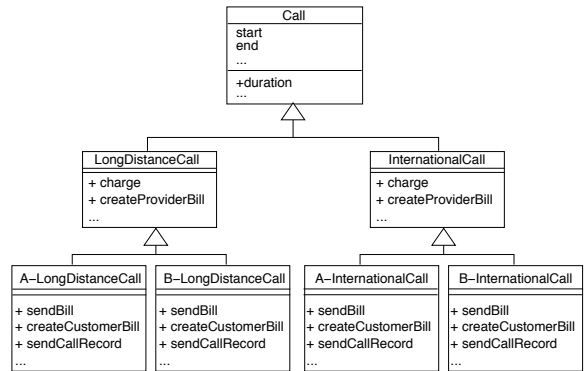 Call
start
end
...
+duration
...
LongDistanceCall
+ charge
+ createProviderBill
...
InternationalCall
+ charge
+ createProviderBill
...
A−LongDistanceCall
+ sendBill
+ createCustomerBill
+ sendCallRecord
...
B−LongDistanceCall
+ sendBill
+ createCustomerBill
+ sendCallRecord
...
A−InternationalCall
+ sendBill
+ createCustomerBill
+ sendCallRecord
...
B−InternationalCall
+ sendBill
+ createCustomerBill
+ sendCallRecord
...